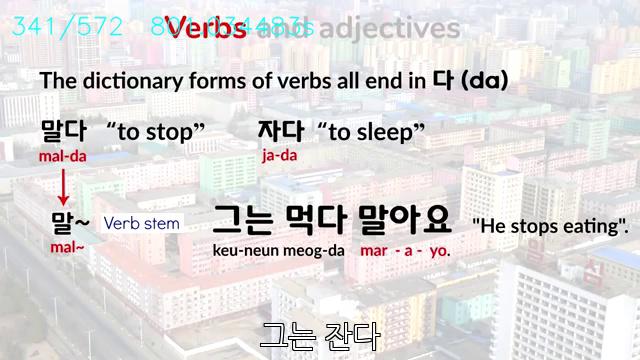 341/572 801.034483s
Verbs and adjectives
The dictionary forms of verbs all end in 다 (da)
말다 “to stop” 자다 “to sleep”
mal-da ja-da
말~ Verb stem 그는 먹다 말아요 "He stops eating".
mal~ keu-neun meog-da mar - a - yo.
그는 잔다